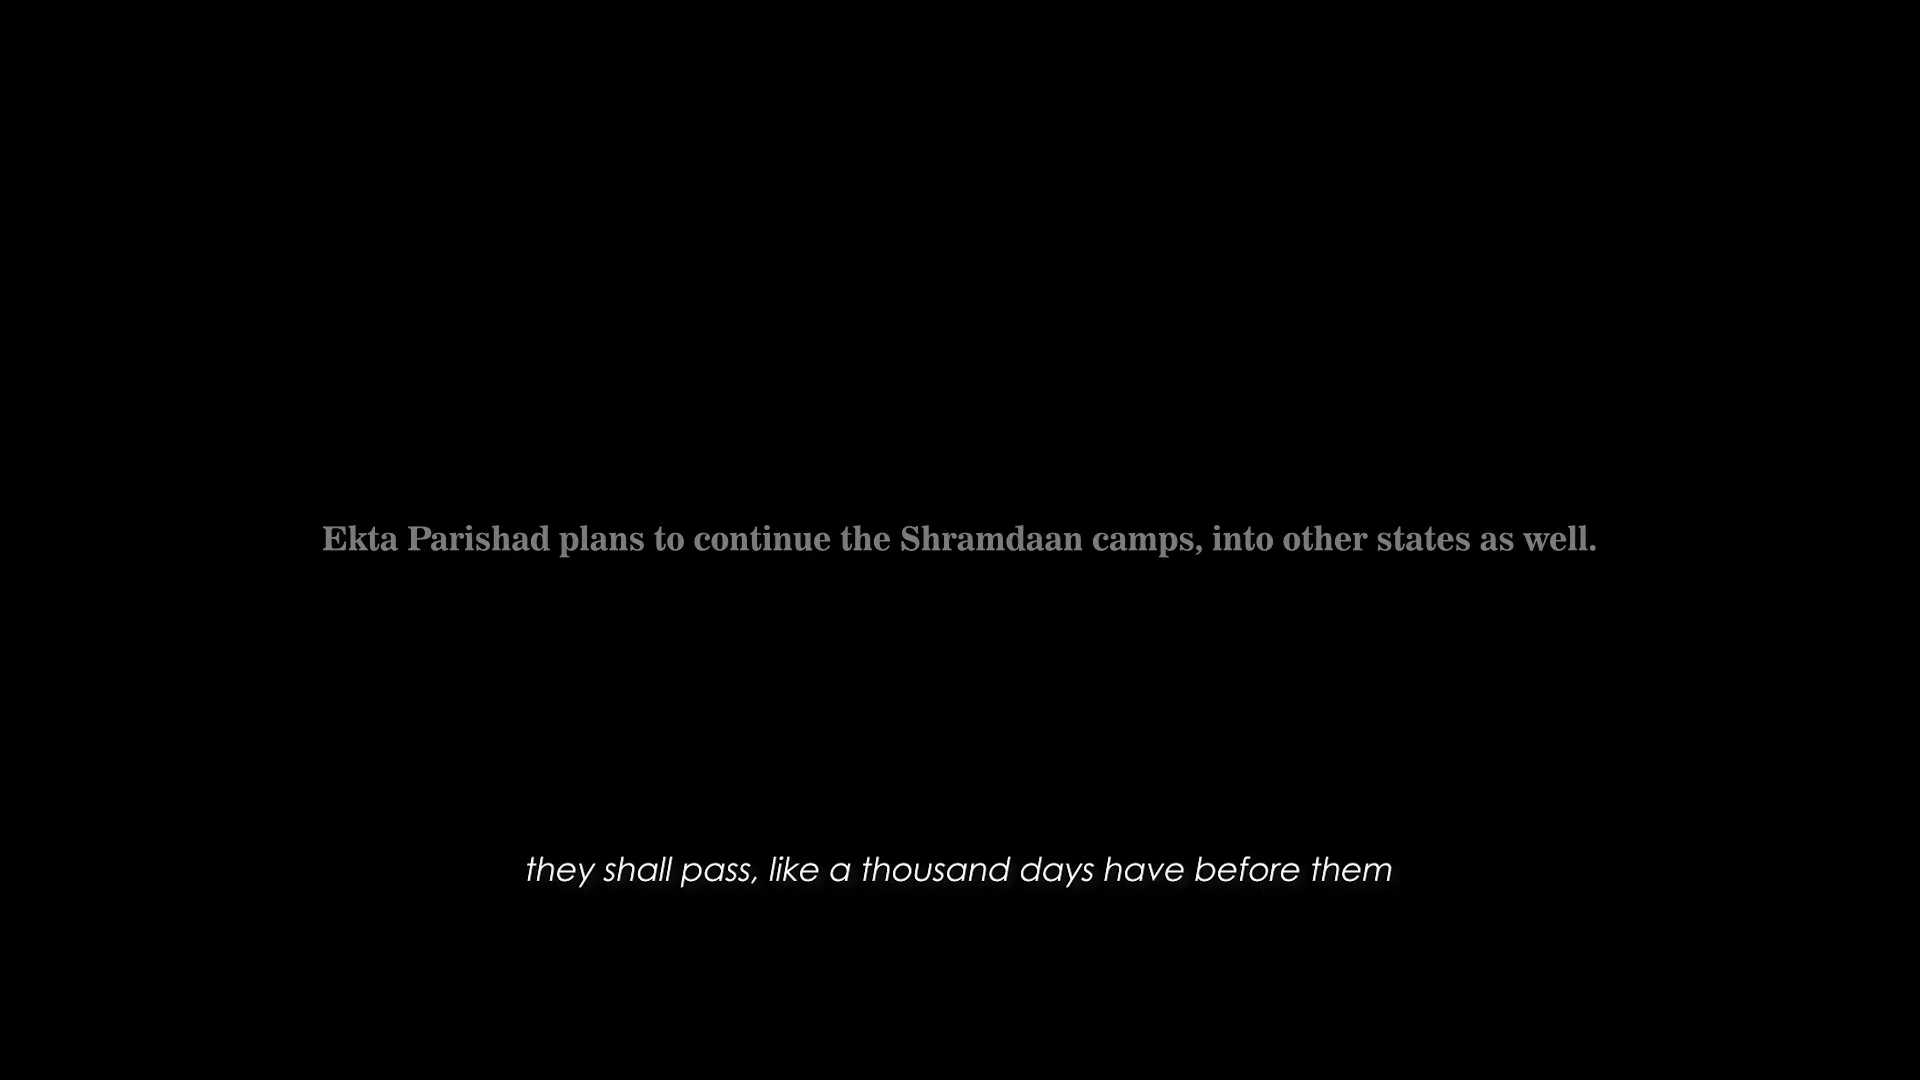 Ekta Parishad plans to continue the Shramdaan camps, into other states as well.
they shall pass, like a thousand days have before them